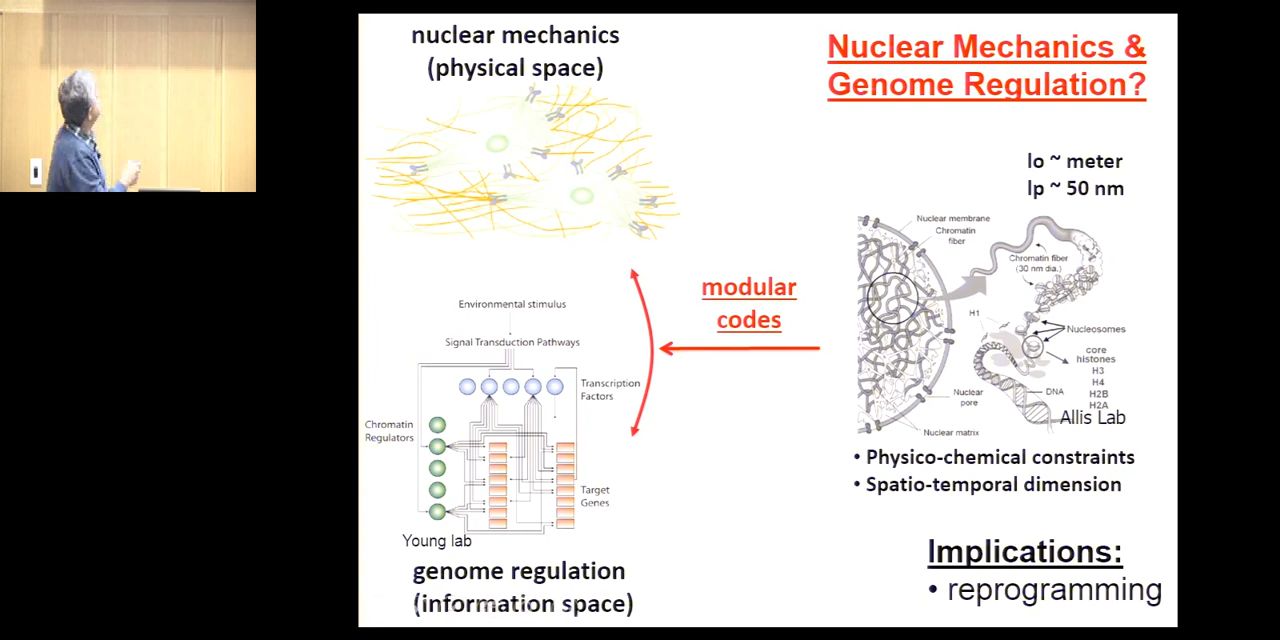 nuclear mechanics
(physical space)
Nuclear Mechanics &
Genome Regulation?
lo ~ meter
lp ~ 50 nm
Nuclear membrane
Chromatin
fiber
Chromatin fiber
(30 nm dia.)
H1
Nucleosomes
core
histones
H3
H4
H2B
H2A
DNA
Nuclear
pore
Nuclear matrix
Allis Lab
modular
codes
Environmental stimulus
Signal Transduction Pathways
Transcription
Factors
Chromatin
Regulators
Target
Genes
Young lab
genome regulation
(information space)
• Physico-chemical constraints
• Spatio-temporal dimension
Implications:
• reprogramming